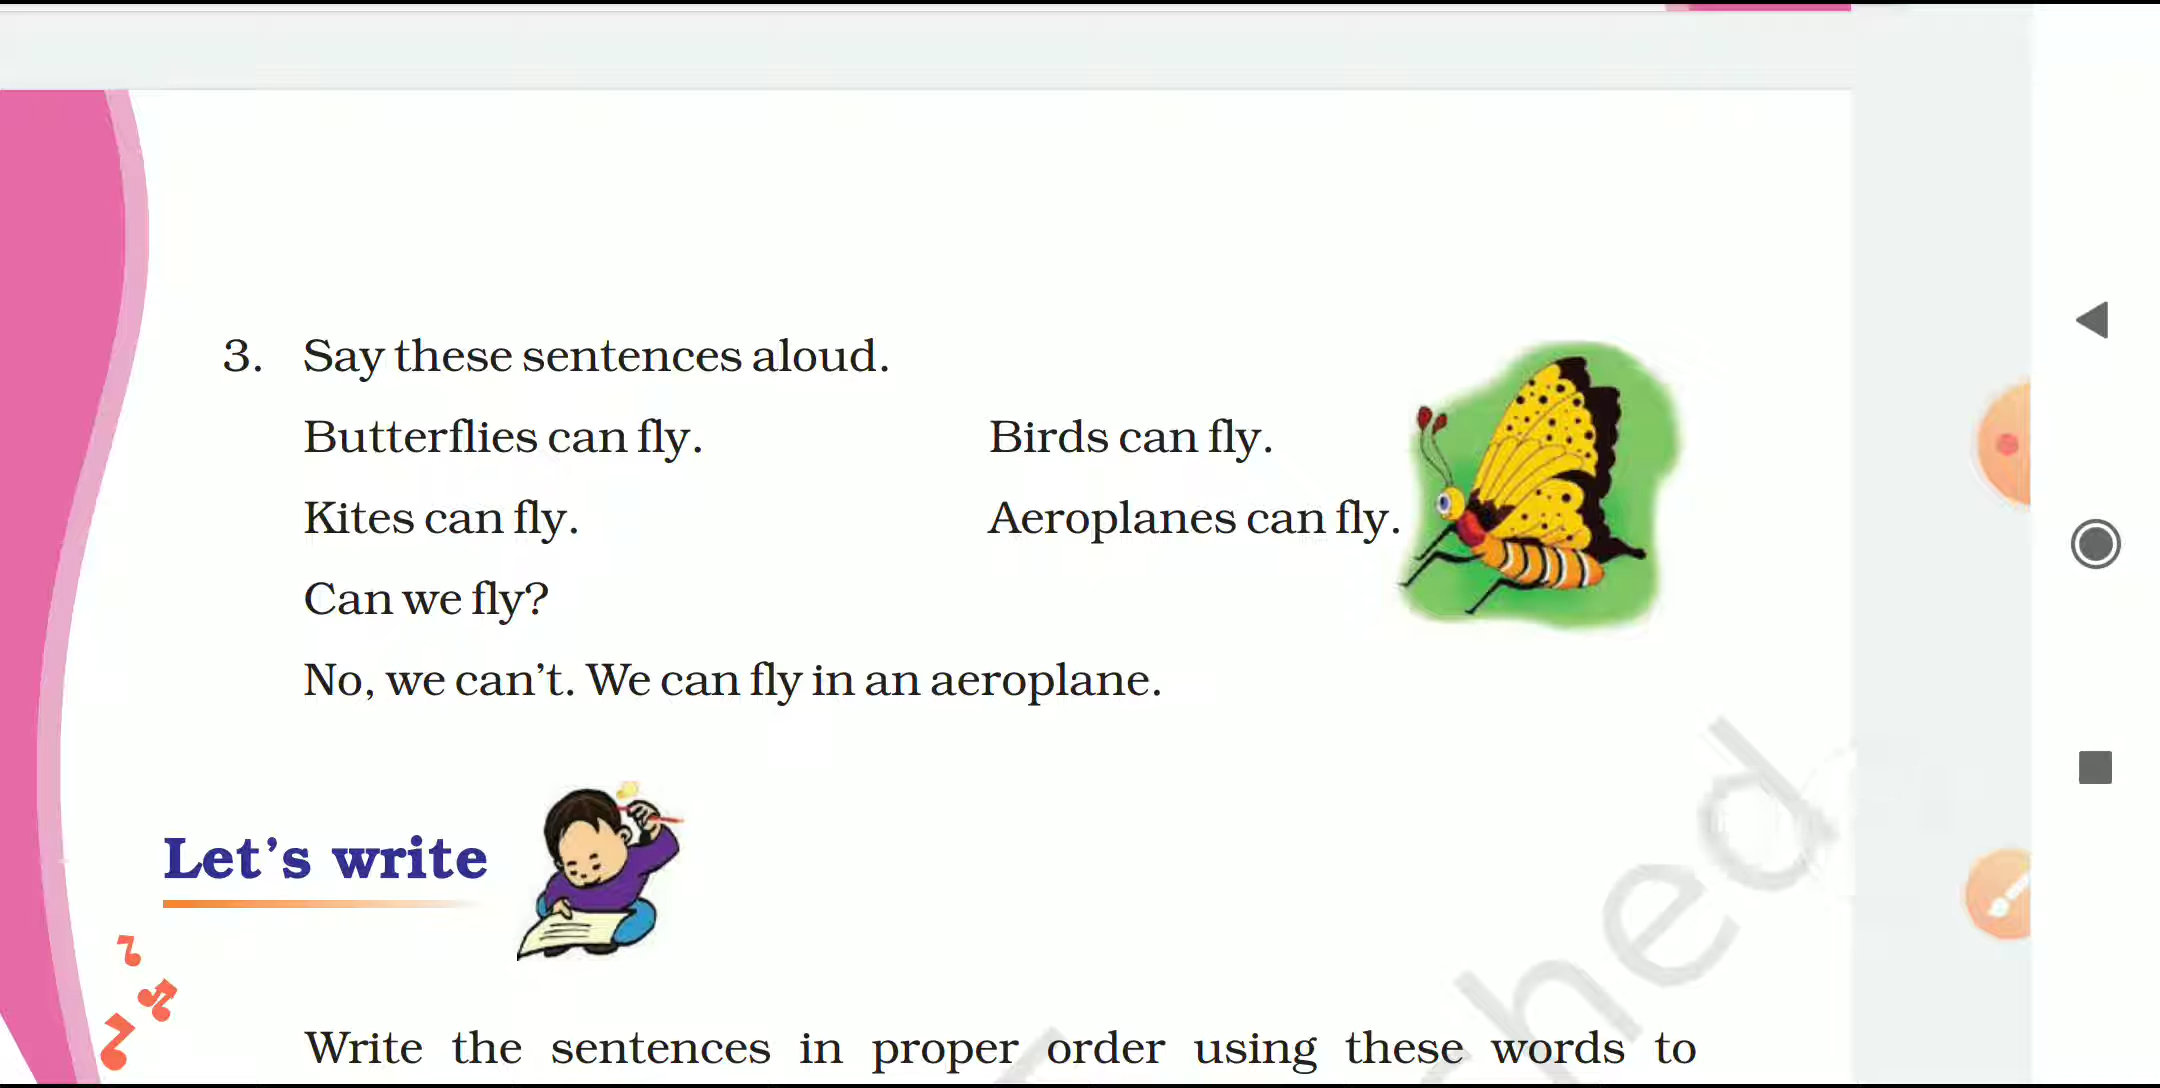 3. Say these sentences aloud.
Butterflies can fly. Birds can fly.
Kites can fly. Aeroplanes can fly.
Can we fly?
No, we can’t. We can fly in an aeroplane.
Let’s write
Write the sentences in proper order using these words to